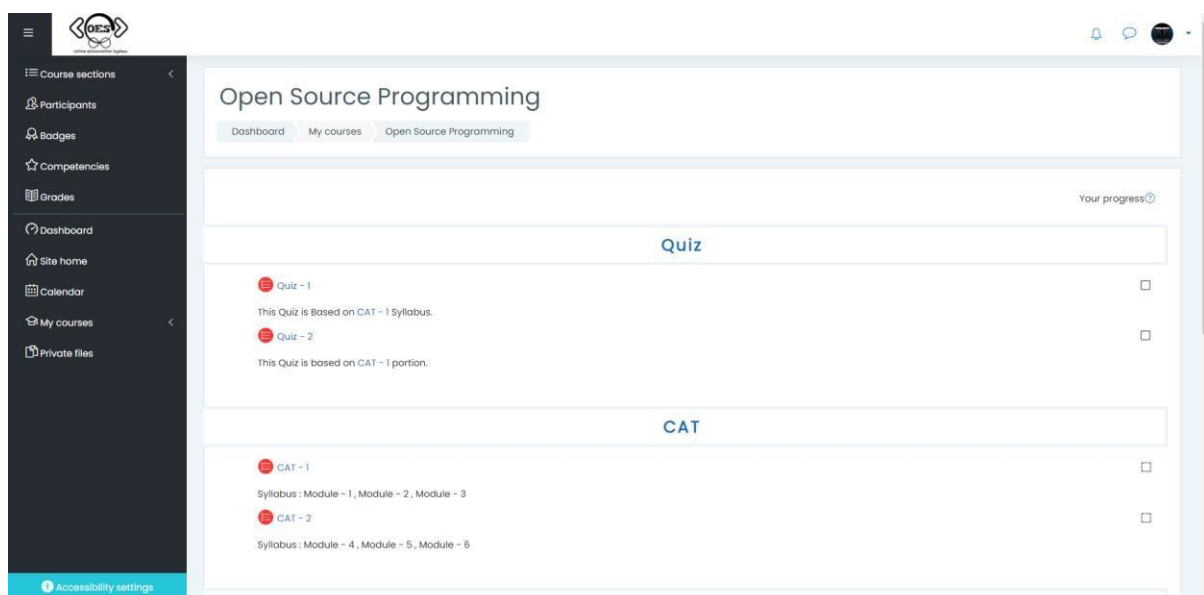 OES
Course sections
Participants
Badges
Competencies
Grades
Dashboard
Site home
Calendar
My courses
Private files
Accessibility settings
Open Source Programming
Dashboard My courses Open Source Programming
Your progress
Quiz
Quiz - 1
This Quiz is Based on CAT - 1 Syllabus.
Quiz - 2
This Quiz is based on CAT - 1 portion.
CAT
CAT - 1
Syllabus : Module - 1 , Module - 2 , Module - 3
CAT - 2
Syllabus : Module - 4 , Module - 5 , Module - 6